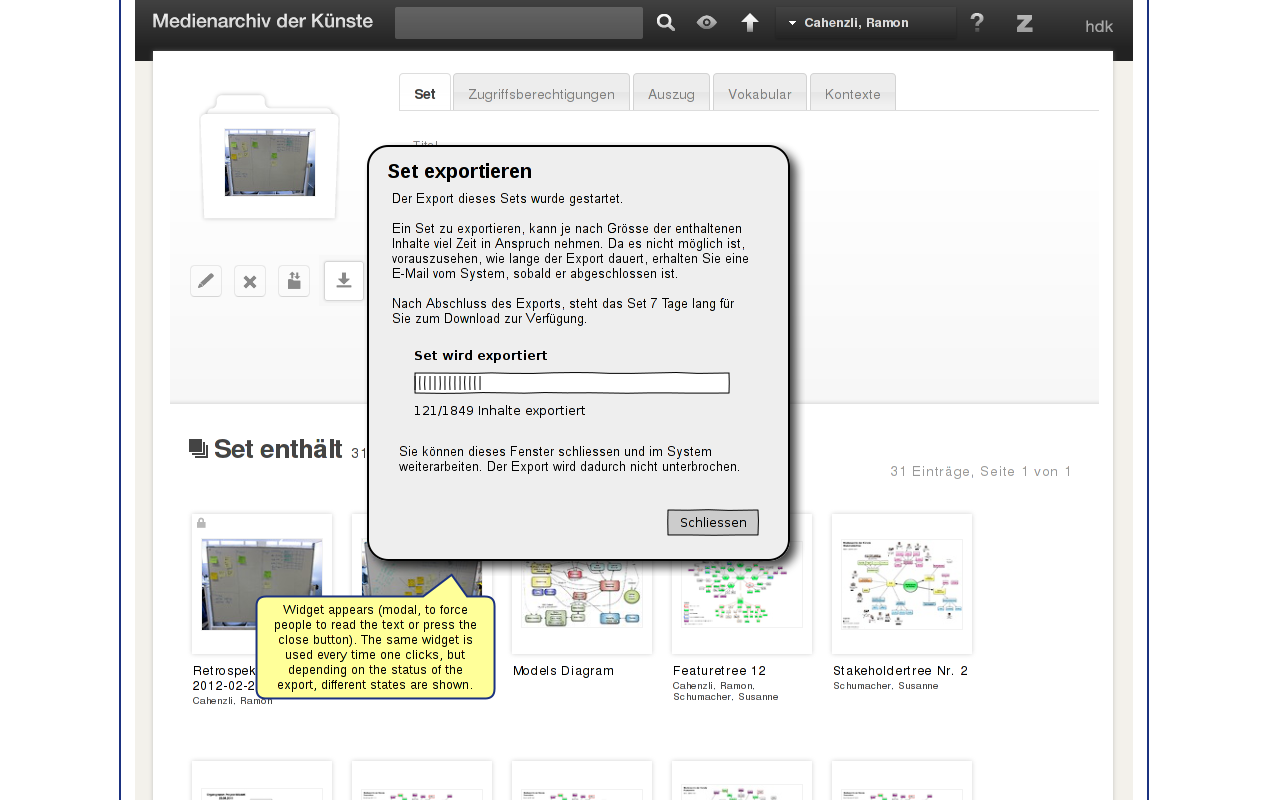 Medienarchiv der Künste
Cahenzli, Ramon
?
Z
hdk
Set
Zugriffsberechtigungen
Auszug
Vokabular
Kontexte
Titel
Set exportieren
Der Export dieses Sets wurde gestartet.
Ein Set zu exportieren, kann je nach Grösse der enthaltenen
Inhalte viel Zeit in Anspruch nehmen. Da es nicht möglich ist,
vorauszusehen, wie lange der Export dauert, erhalten Sie eine
E-Mail vom System, sobald er abgeschlossen ist.
Nach Abschluss des Exports, steht das Set 7 Tage lang für
Sie zum Download zur Verfügung.
Set wird exportiert
121/1849 Inhalte exportiert
Sie können dieses Fenster schliessen und im System
weiterarbeiten. Der Export wird dadurch nicht unterbrochen.
Schliessen
Set enthält 31
31 Einträge, Seite 1 von 1
Widget appears (modal, to force
people to read the text or press the
close button). The same widget is
used every time one clicks, but
depending on the status of the
export, different states are shown.
Retrospek
2012-02-2
Cahenzli, Ramon
Models Diagram
Featuretree 12
Cahenzli, Ramon,
Schumacher, Susanne
Stakeholdertree Nr. 2
Schumacher, Susanne